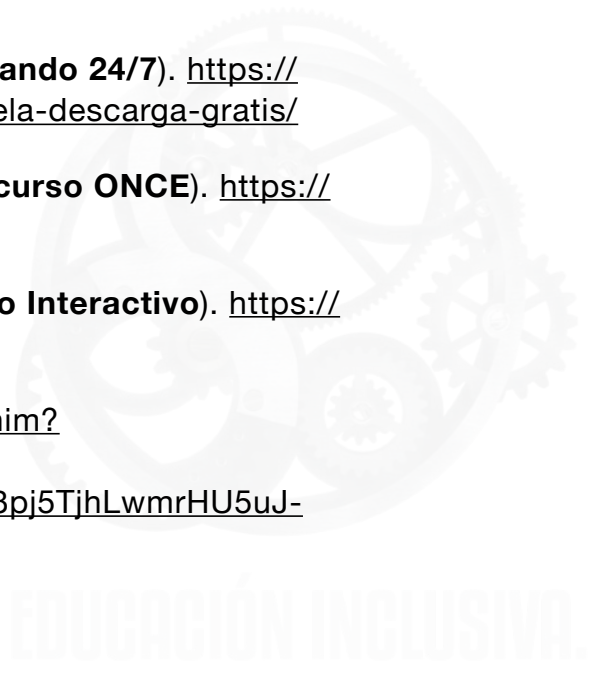 ando 24/7). https://
ela-descarga-gratis/
curso ONCE). https://
o Interactivo). https://
nim?
3pj5TjhLwmrHU5uJ-
EDUCACIÓN INCLUSIVA.